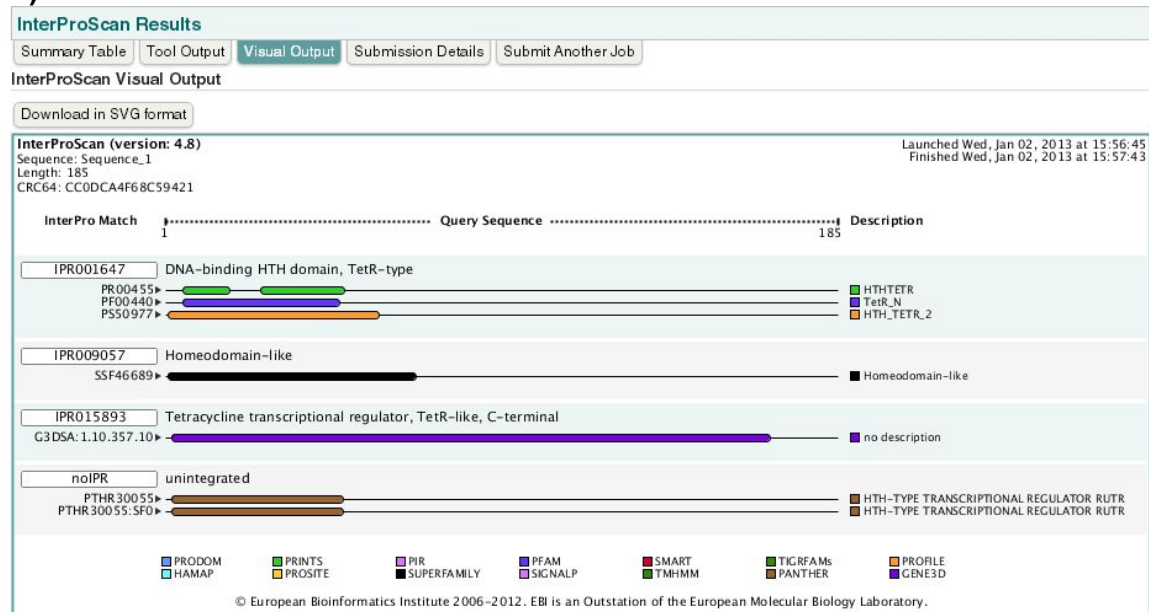 InterProScan Results
Summary Table Tool Output Visual Output Submission Details Submit Another Job
InterProScan Visual Output
Download in SVG format
InterProScan (version: 4.8)
Sequence: Sequence_1
Length: 185
CRC64: CC0DCA4F68C59421
Launched Wed, Jan 02, 2013 at 15:56:45
Finished Wed, Jan 02, 2013 at 15:57:43
InterPro Match Query Sequence Description
1 185
IPR001647 DNA-binding HTH domain, TetR-type
PR00455 HTHTETR
PF00440 TetR_N
PS50977 HTH_TETR_2
IPR009057 Homeodomain-like
SSF46689 Homeodomain-like
IPR015893 Tetracycline transcriptional regulator, TetR-like, C-terminal
G3DSA:1.10.357.10 no description
noIPR unintegrated
PTHR30055 HTH-TYPE TRANSCRIPTIONAL REGULATOR RUTR
PTHR30055:SF0 HTH-TYPE TRANSCRIPTIONAL REGULATOR RUTR
PRODOM PRINTS PIR PFAM SMART TIGRFAMs PROFILE
HAMAP PROSITE SUPERFAMILY SIGNALP TMHMM PANTHER GENE3D
© European Bioinformatics Institute 2006-2012. EBI is an Outstation of the European Molecular Biology Laboratory.